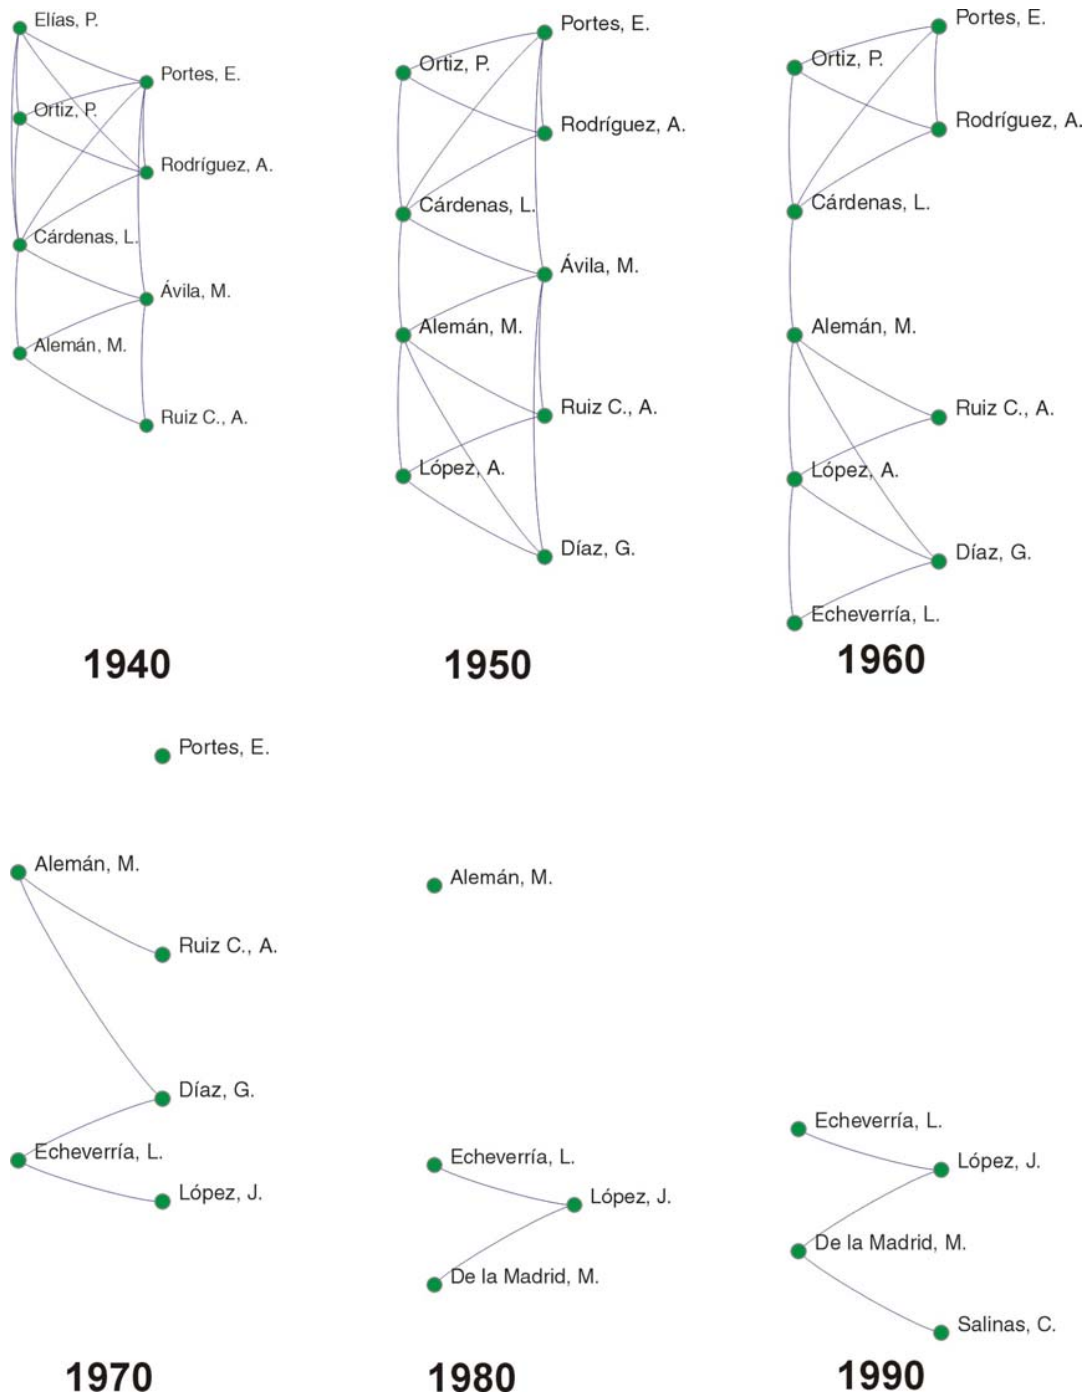 Elías, P.
Portes, E.
Ortiz, P.
Rodríguez, A.
Cárdenas, L.
Ávila, M.
Alemán, M.
Ruiz C., A.
1940
Portes, E.
Ortiz, P.
Rodríguez, A.
Cárdenas, L.
Ávila, M.
Alemán, M.
Ruiz C., A.
López, A.
Díaz, G.
1950
Portes, E.
Ortiz, P.
Rodríguez, A.
Cárdenas, L.
Alemán, M.
Ruiz C., A.
López, A.
Díaz, G.
Echeverría, L.
1960
Portes, E.
Alemán, M.
Ruiz C., A.
Díaz, G.
Echeverría, L.
López, J.
1970
Alemán, M.
Echeverría, L.
López, J.
De la Madrid, M.
1980
Echeverría, L.
López, J.
De la Madrid, M.
Salinas, C.
1990